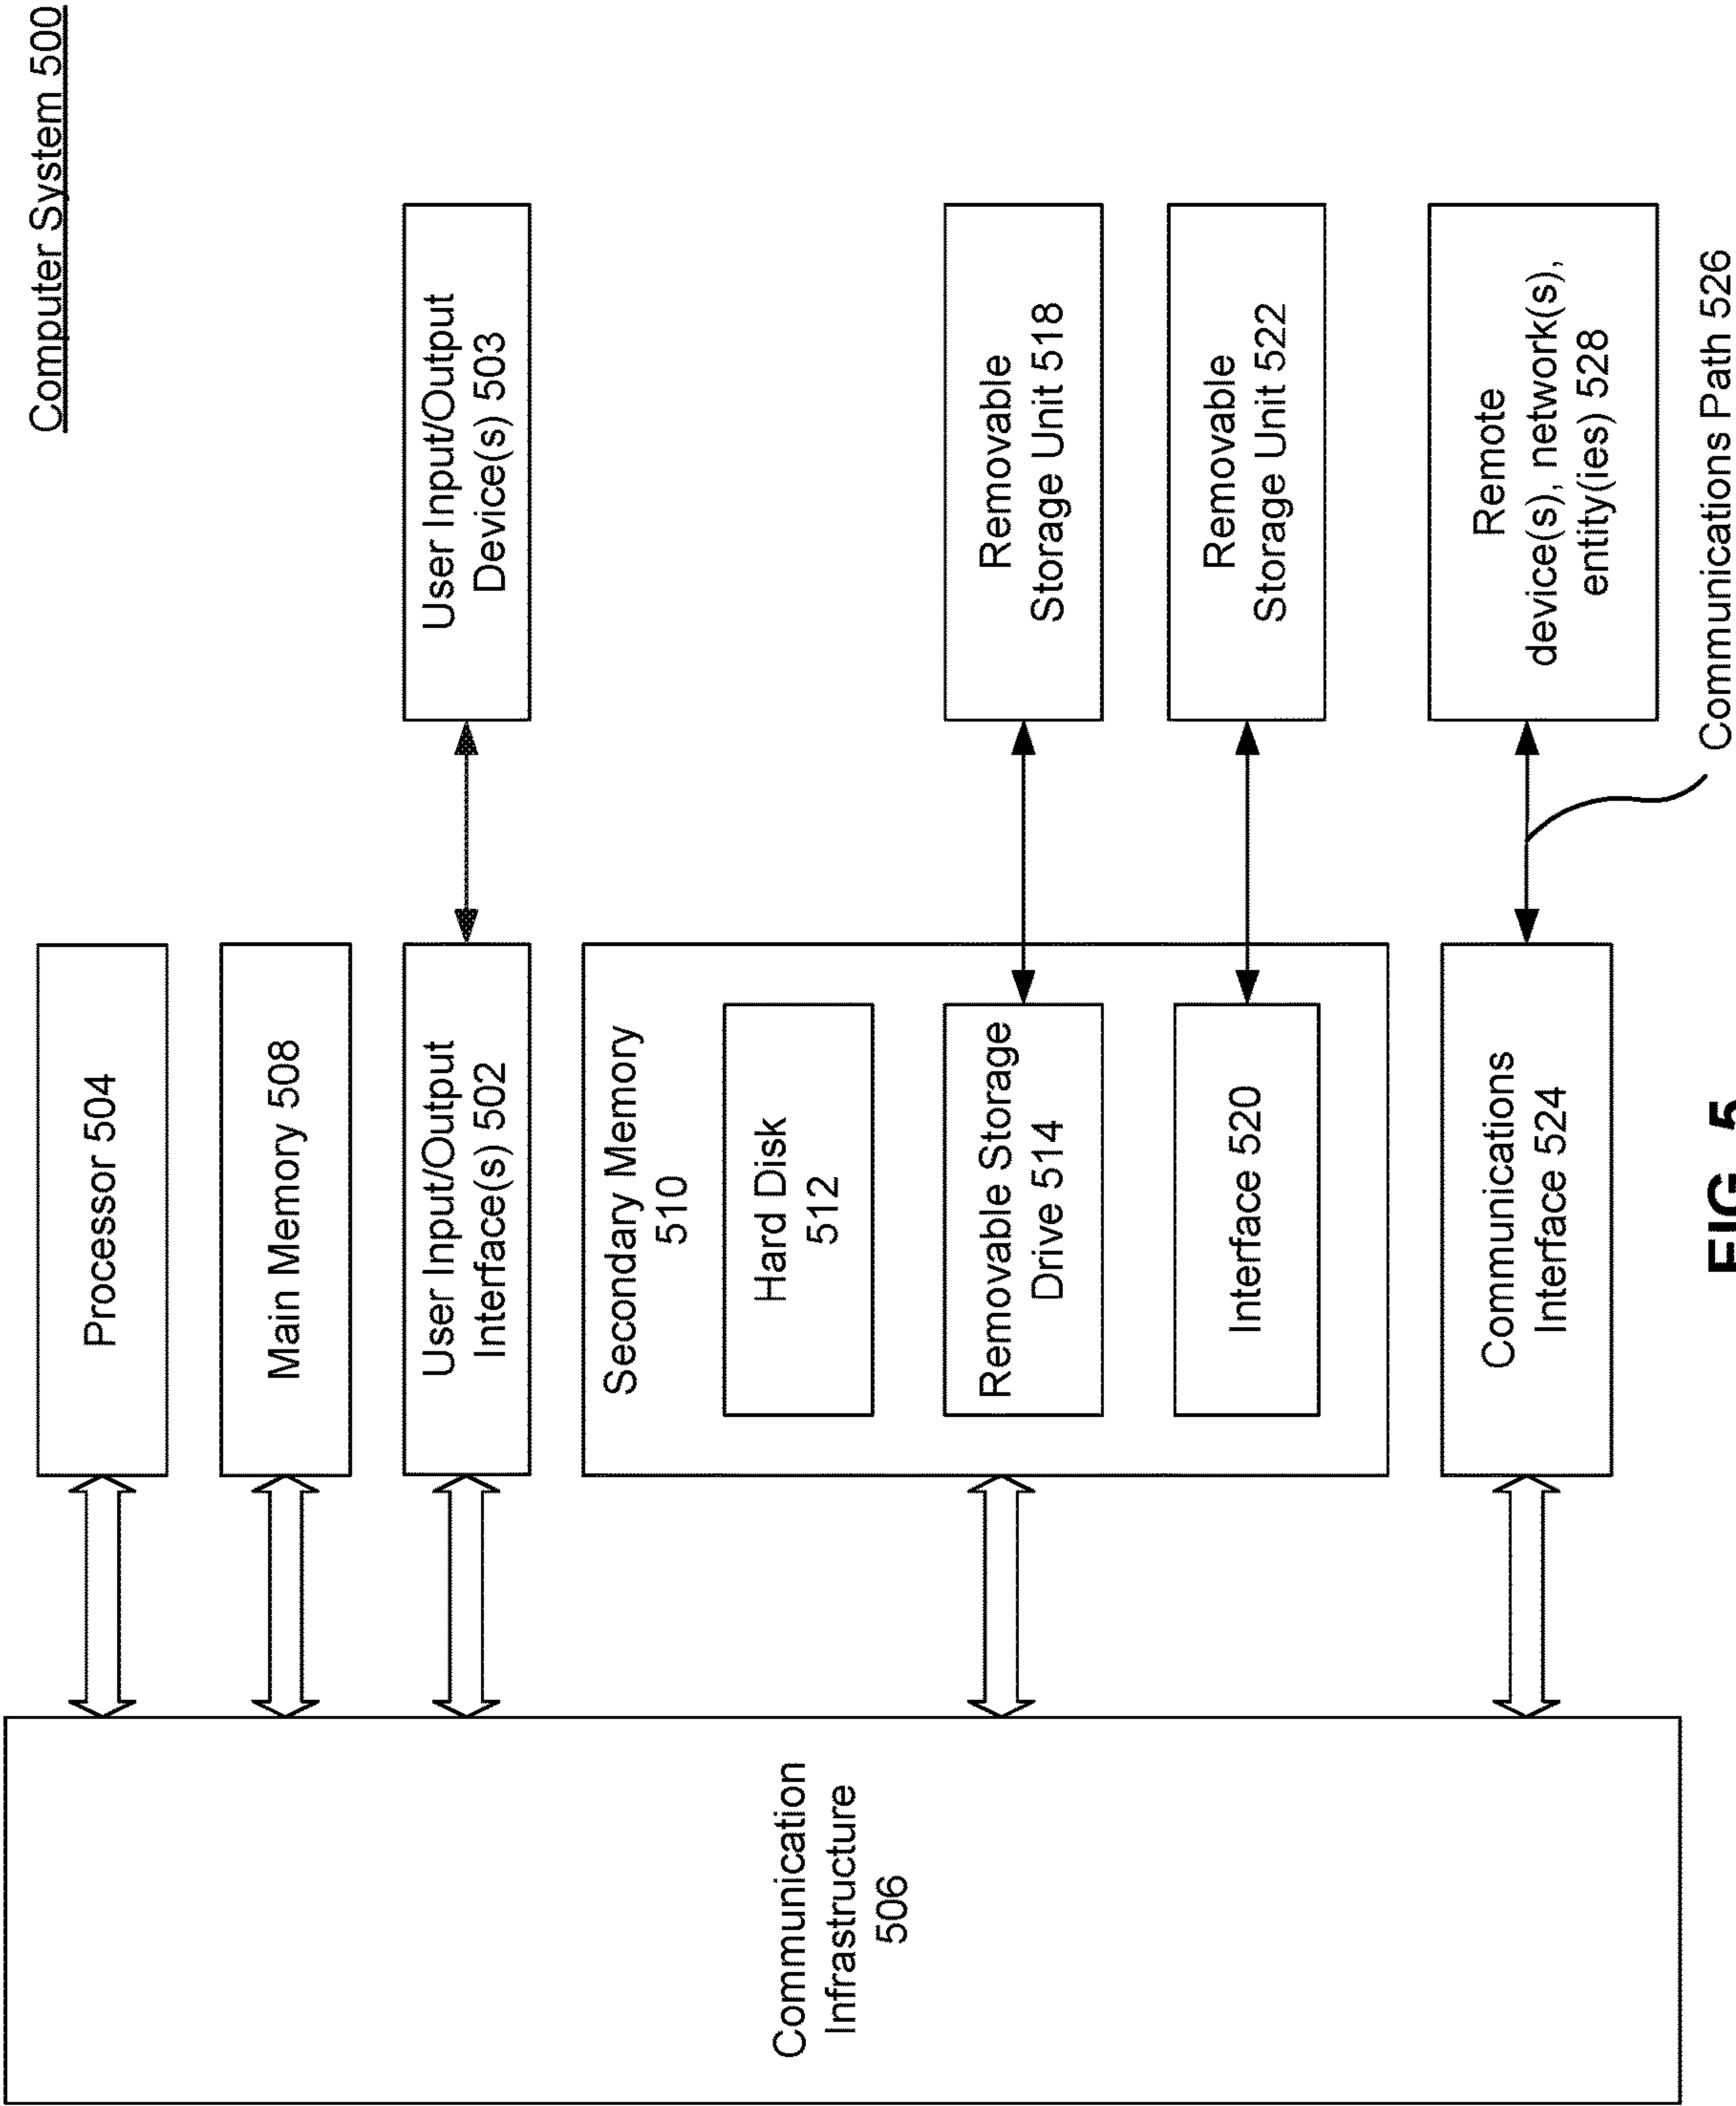 Computer System 500
Processor 504
Main Memory 508
User Input/Output
Interface(s) 502
User Input/Output
Device(s) 503
Secondary Memory
510
Hard Disk
512
Removable Storage
Drive 514
Removable
Storage Unit 518
Interface 520
Removable
Storage Unit 522
Communication
Infrastructure
506
Communications
Interface 524
Remote
device(s), network(s),
entity(ies) 528
Communications Path 526
FIG. 5